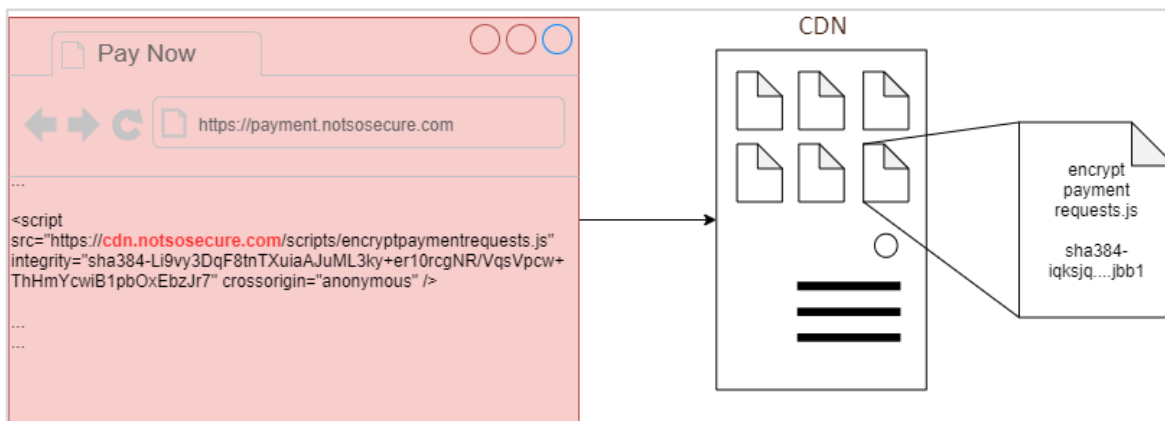 Pay Now
https://payment.notsosecure.com
...
<script
src="https://cdn.notsosecure.com/scripts/encryptpaymentrequests.js"
integrity="sha384-Li9vy3DqF8tnTXuiaAJuML3ky+er10rcgNR/VqsVpcw+
ThHmYcwiB1pbOxEbzJr7" crossorigin="anonymous" />
...
...
CDN
encrypt
payment
requests.js
sha384-
iqksjq....jbb1